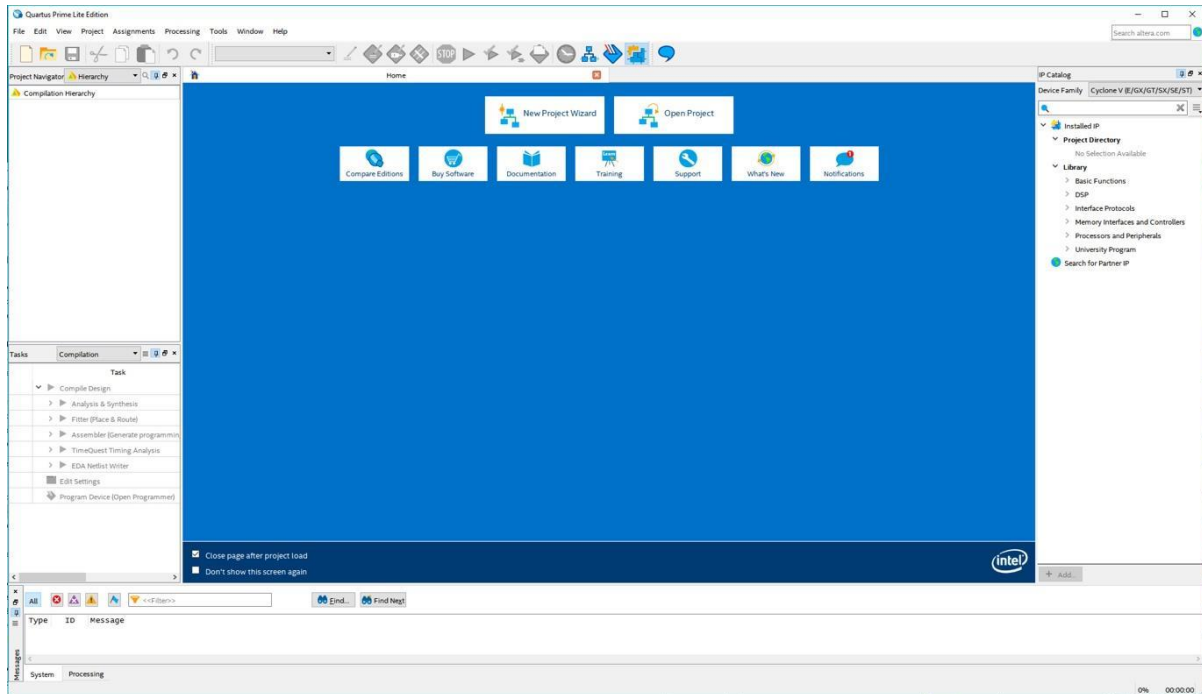 Quartus Prime Lite Edition
File Edit View Project Assignments Processing Tools Window Help
Search altera.com
Project Navigator Hierarchy
Compilation Hierarchy
Home
New Project Wizard
Open Project
Compare Editions
Buy Software
Documentation
Training
Support
What's New
Notifications
IP Catalog
Device Family Cyclone V (E/GX/GT/SX/SE/ST)
Installed IP
Project Directory
No Selection Available
Library
Basic Functions
DSP
Interface Protocols
Memory Interfaces and Controllers
Processors and Peripherals
University Program
Search for Partner IP
+ Add...
Tasks Compilation
Task
Compile Design
Analysis & Synthesis
Fitter (Place & Route)
Assembler (Generate programmin
TimeQuest Timing Analysis
EDA Netlist Writer
Edit Settings
Program Device (Open Programmer)
Close page after project load
Don't show this screen again
intel
All <<Filter>> Find... Find Next
Type ID Message
Messages
System Processing
0% 00:00:00